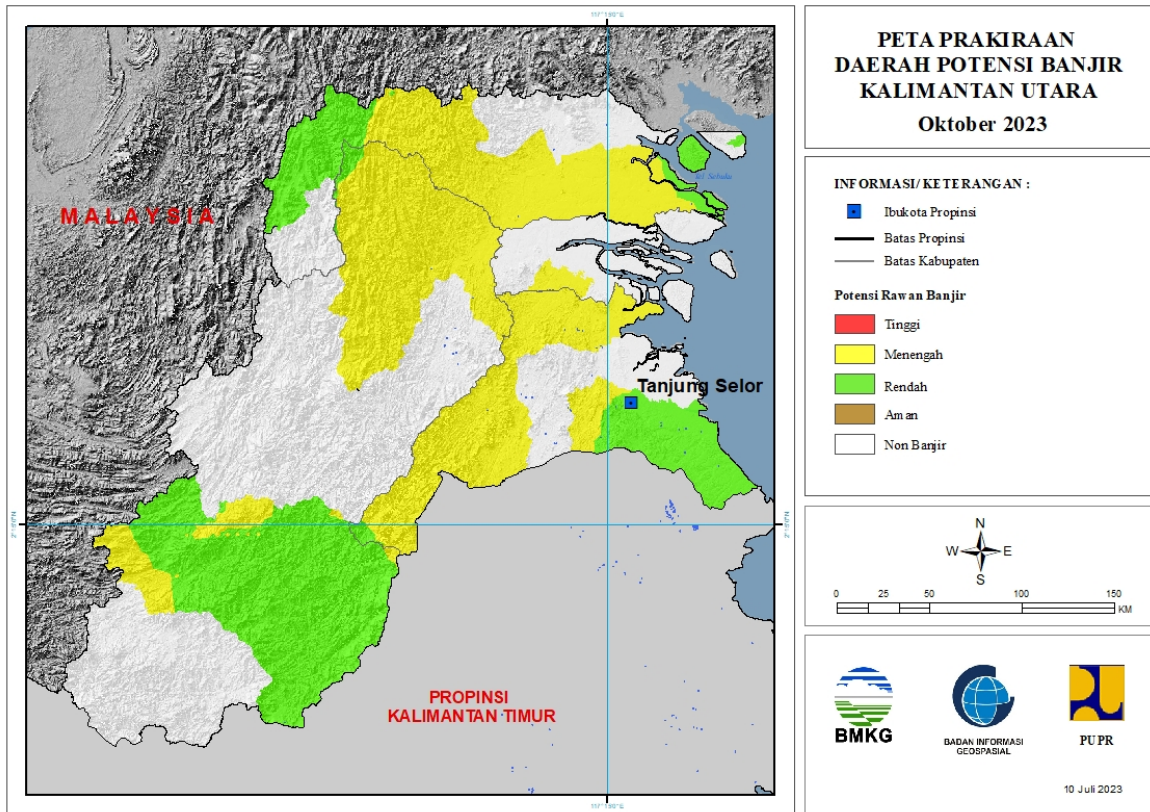 PETA PRAKIRAAN
DAERAH POTENSI BANJIR
KALIMANTAN UTARA
Oktober 2023
INFORMASI/ KETERANGAN :
Ibukota Propinsi
Batas Propinsi
Batas Kabupaten
Potensi Rawan Banjir
Tinggi
Menengah
Rendah
Aman
Non Banjir
MALAYSIA
Tanjung Selor
PROPINSI
KALIMANTAN TIMUR
N
W E
S
0 25 50 100 150
KM
BMKG
BADAN INFORMASI
GEOSPASIAL
PUPR
10 Juli 2023